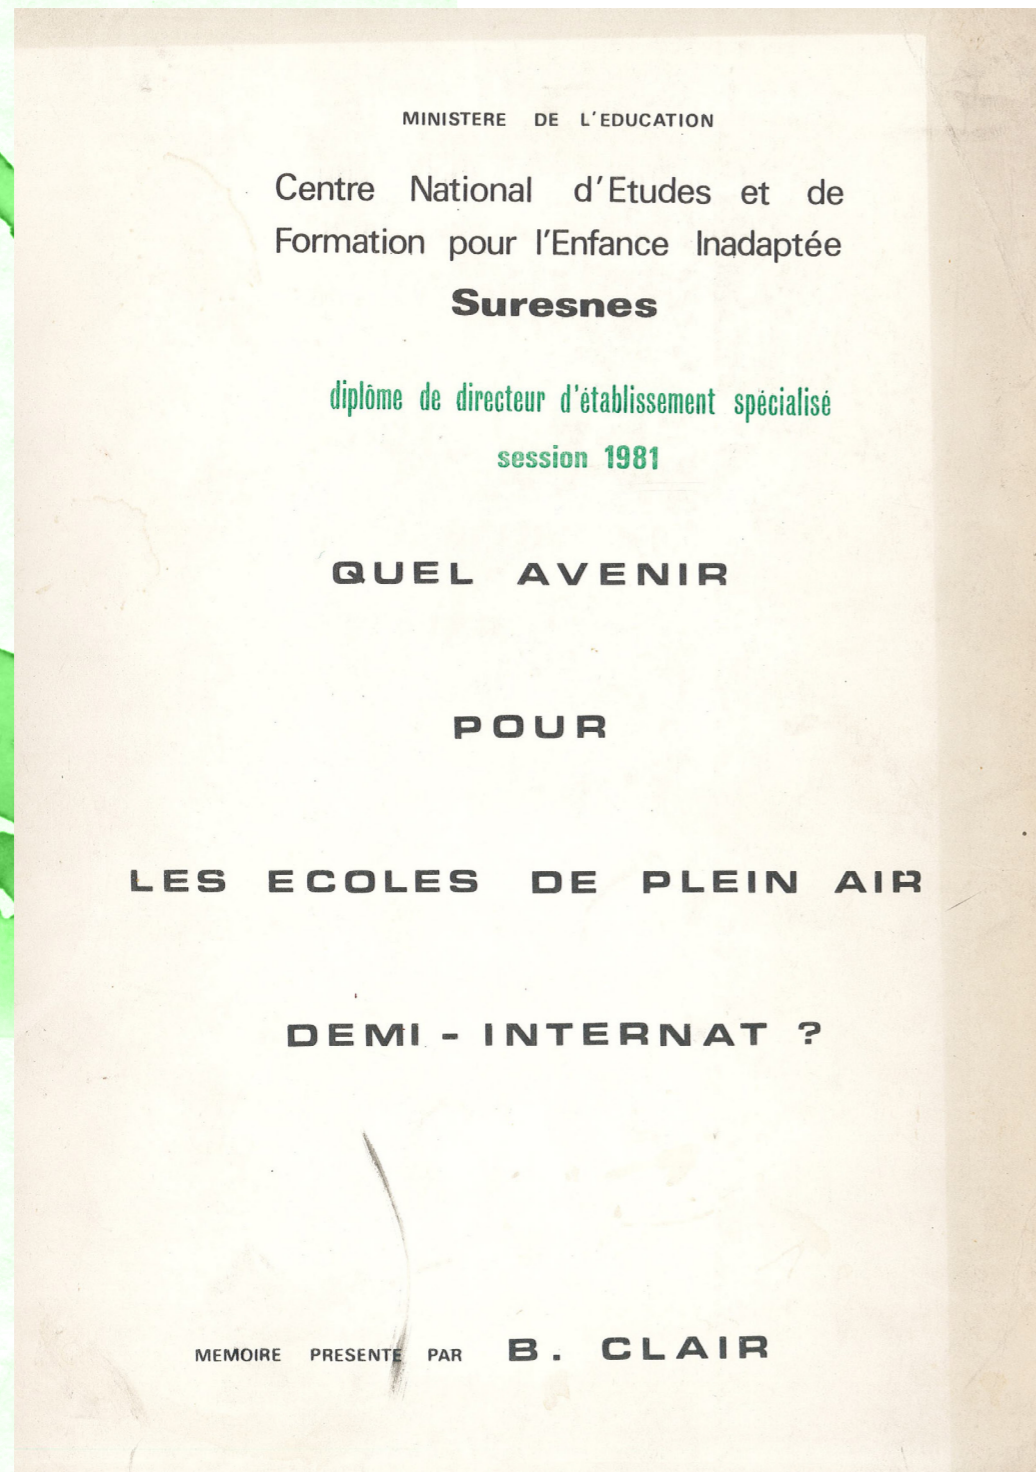 MINISTERE DE L'EDUCATION
Centre National d'Etudes et de
Formation pour l'Enfance Inadaptée
Suresnes
diplôme de directeur d'établissement spécialisé
session 1981
QUEL AVENIR
POUR
LES ECOLES DE PLEIN AIR
DEMI - INTERNAT ?
MEMOIRE PRESENTE PAR B. CLAIR